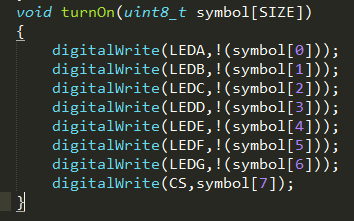 void turnOn(uint8_t symbol[SIZE])
{
    digitalWrite(LEDA,!(symbol[0]));
    digitalWrite(LEDB,!(symbol[1]));
    digitalWrite(LEDC,!(symbol[2]));
    digitalWrite(LEDD,!(symbol[3]));
    digitalWrite(LEDE,!(symbol[4]));
    digitalWrite(LEDF,!(symbol[5]));
    digitalWrite(LEDG,!(symbol[6]));
    digitalWrite(CS,symbol[7]);
}